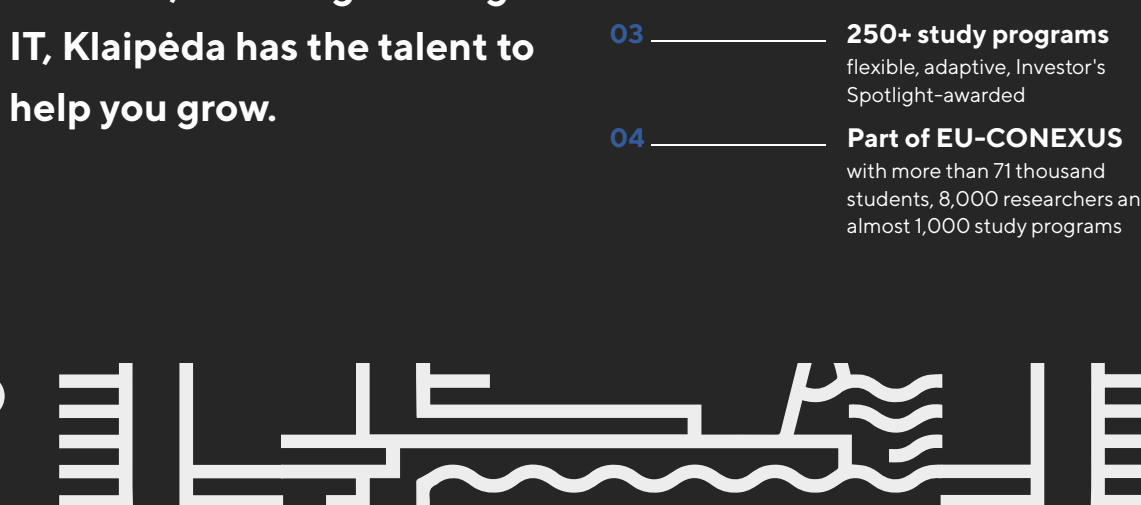 IT, Klaipėda has the talent to
help you grow.
03
250+ study programs
flexible, adaptive, Investor's
Spotlight-awarded
04
Part of EU-CONEXUS
with more than 71 thousand
students, 8,000 researchers
almost 1,000 study programs